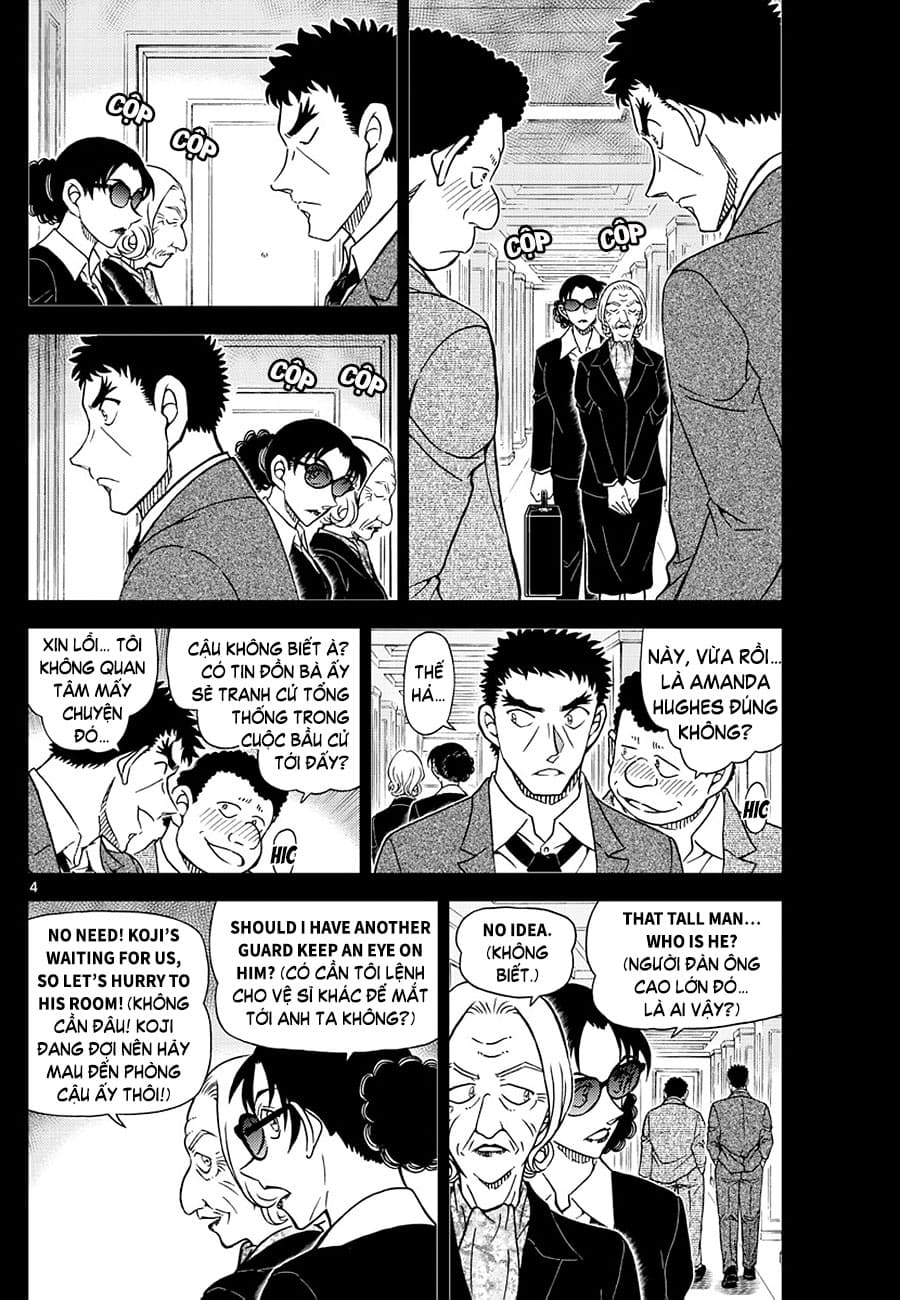 CỘP
CỘP
CỘP
CỘP
CỘP
CỘP
NÀY, VỪA RỒI...
LÀ AMANDA
HUGHES ĐÚNG
KHÔNG?
HIC
THẾ
HẢ...
CẬU KHÔNG BIẾT À?
CÓ TIN ĐỒN BÀ ẤY
SẼ TRANH CỬ TỔNG
THỐNG TRONG
CUỘC BẦU CỬ
TỚI ĐẤY?
HIC
XIN LỖI... TÔI
KHÔNG QUAN
TÂM MẤY
CHUYỆN
ĐÓ...
4
THAT TALL MAN...
WHO IS HE?
(NGƯỜI ĐÀN ÔNG
CAO LỚN ĐÓ...
LÀ AI VẬY?)
NO IDEA.
(KHÔNG
BIẾT.)
SHOULD I HAVE ANOTHER
GUARD KEEP AN EYE ON
HIM? (CÓ CẦN TÔI LỆNH
CHO VỆ SĨ KHÁC ĐỂ MẮT
TỚI ANH TA KHÔNG?)
NO NEED! KOJI'S
WAITING FOR US,
SO LET'S HURRY TO
HIS ROOM! (KHÔNG
CẦN ĐÂU! KOJI
ĐANG ĐỢI NÊN HÃY
MAU ĐẾN PHÒNG
CẬU ẤY THÔI!)